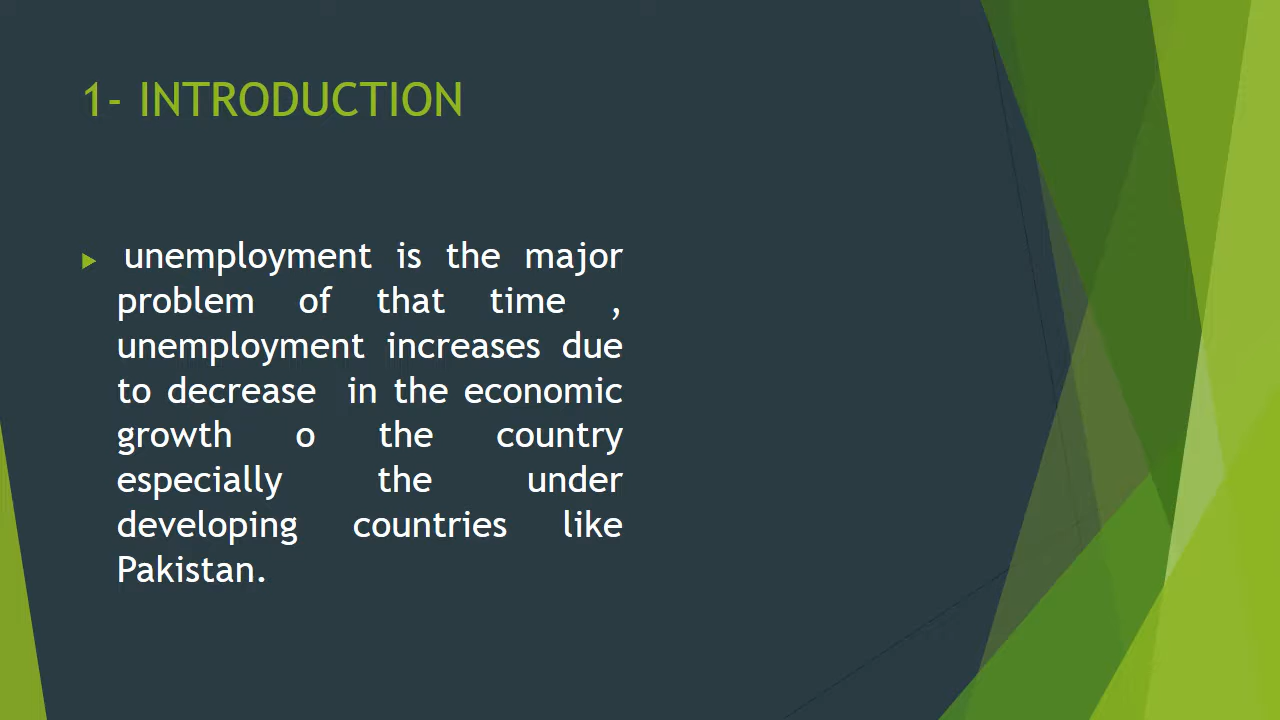 1- INTRODUCTION
unemployment is the major
problem of that time ,
unemployment increases due
to decrease in the economic
growth o the country
especially the under
developing countries like
Pakistan.